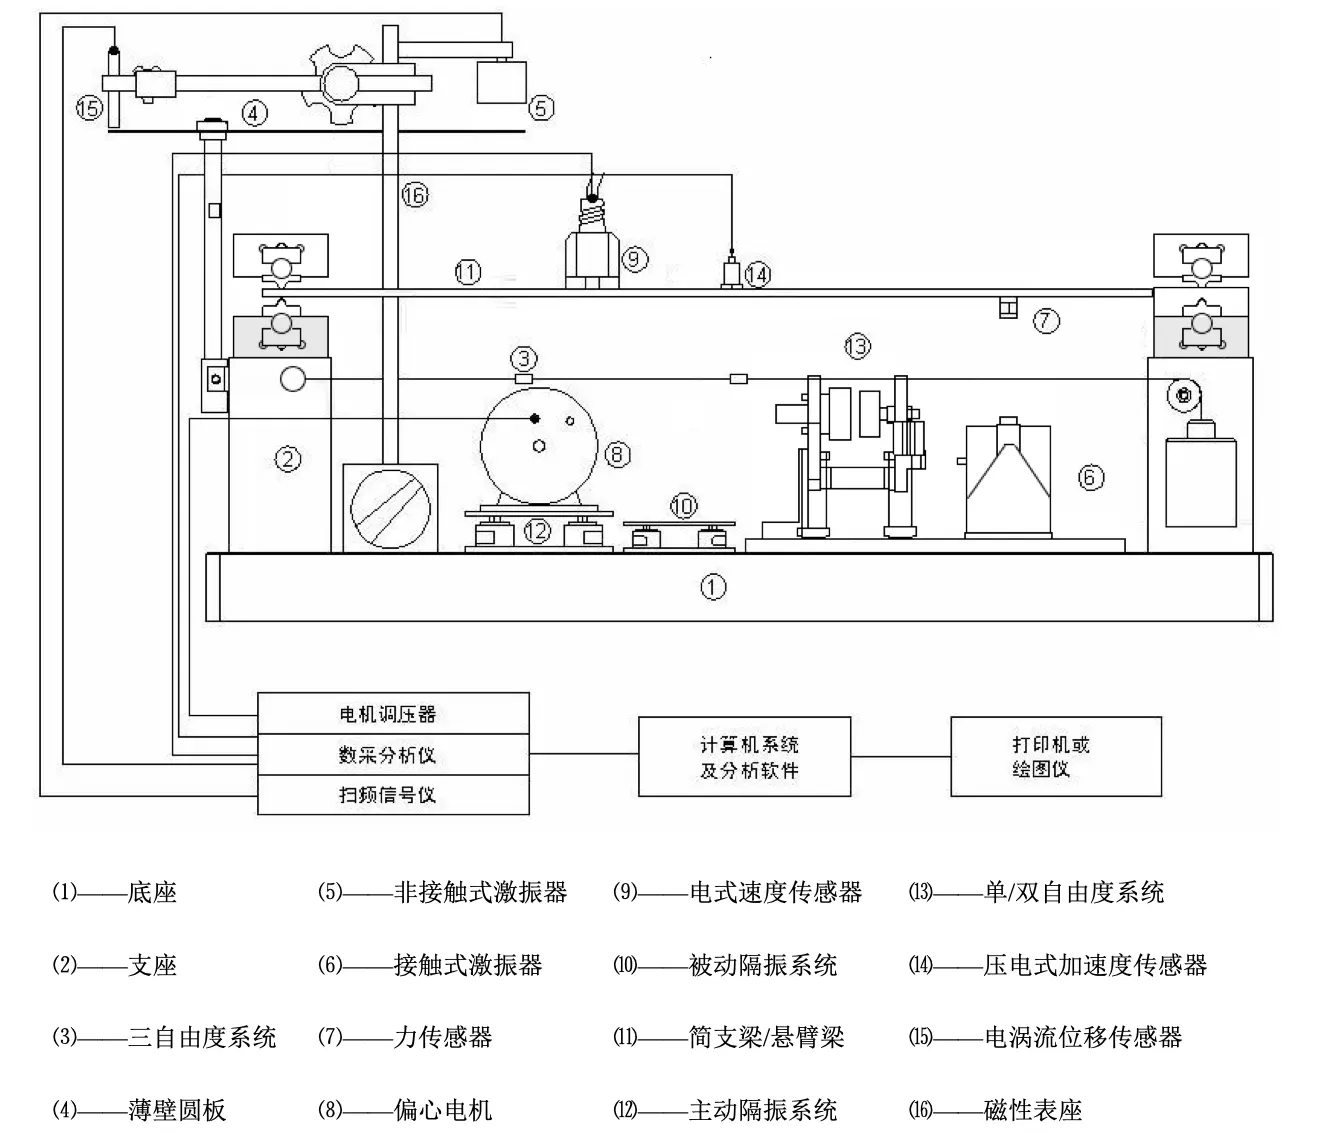 ⑤
⑮
④
⑯
⑨
⑪
⑭
⑦
⑬
③
②
⑧
⑥
⑩
⑫
①
电机调压器
数采分析仪
扫频信号仪
计算机系统
及分析软件
打印机或
绘图仪
⑴——底座 ⑸——非接触式激振器 ⑼——电式速度传感器 ⒀——单/双自由度系统
⑵——支座 ⑹——接触式激振器 ⑽——被动隔振系统 ⒁——压电式加速度传感器
⑶——三自由度系统 ⑺——力传感器 ⑾——简支梁/悬臂梁 ⒂——电涡流位移传感器
⑷——薄壁圆板 ⑻——偏心电机 ⑿——主动隔振系统 ⒃——磁性表座